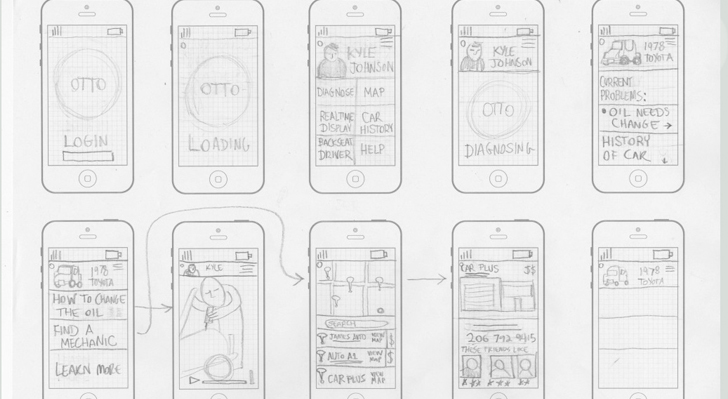 OTTO
LOGIN
OTTO
LOADING
KYLE
JOHNSON
DIAGNOSE
MAP
REALTIME
DISPLAY
CAR
HISTORY
BACKSEAT
DRIVER
HELP
KYLE
JOHNSON
OTTO
DIAGNOSING
1978
TOYOTA
CURRENT
PROBLEMS:
• OIL NEEDS
CHANGE →
HISTORY
OF CAR
1978
TOYOTA
HOW TO CHANGE
THE OIL
FIND A
MECHANIC
LEARN MORE
KYLE
SEARCH
JAMES AUTO
VIEW
MAP
$
AUTO A1
VIEW
MAP
$
CAR PLUS
VIEW
MAP
CAR PLUS
$$
THESE FRIENDS LIKE
1978
TOYOTA